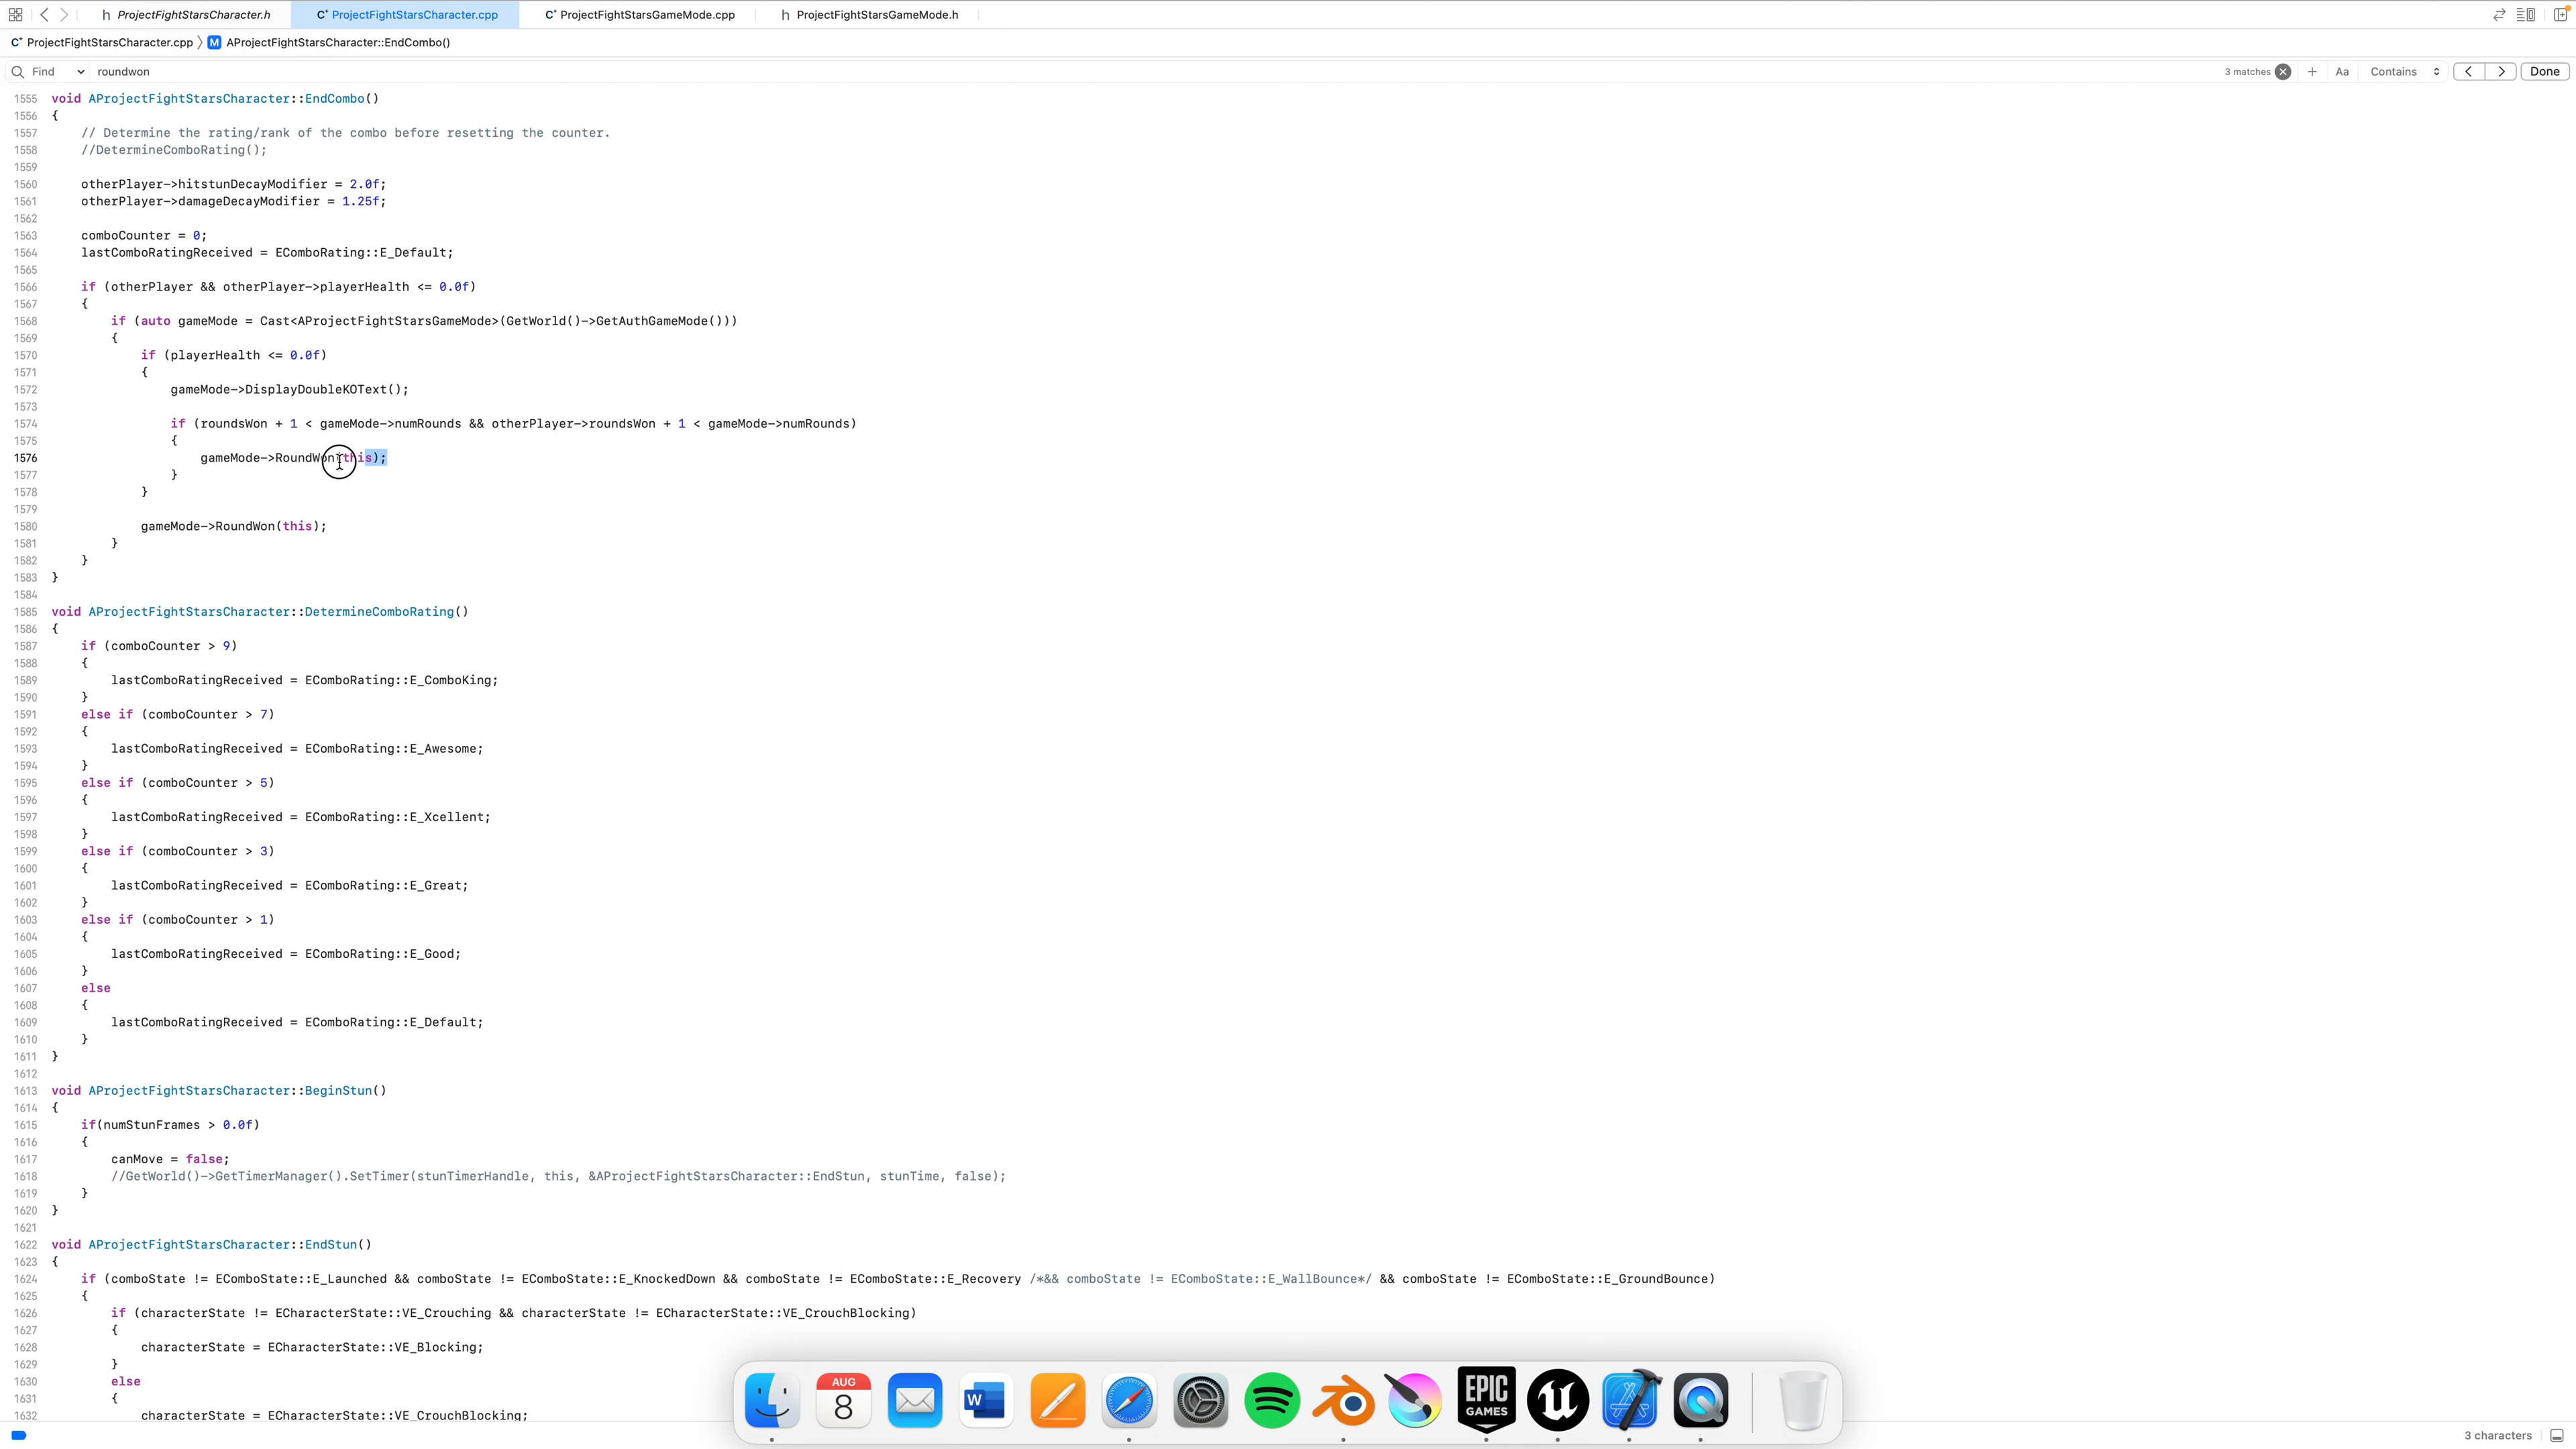 ProjectFightStarsCharacter.h
ProjectFightStarsCharacter.cpp
ProjectFightStarsGameMode.cpp
ProjectFightStarsGameMode.h
ProjectFightStarsCharacter.cpp M AProjectFightStarsCharacter::EndCombo()
Find roundwon 3 matches Aa Contains Done
1555 void AProjectFightStarsCharacter::EndCombo()
1556 {
1557 // Determine the rating/rank of the combo before resetting the counter.
1558 //DetermineComboRating();
1559
1560 otherPlayer->hitstunDecayModifier = 2.0f;
1561 otherPlayer->damageDecayModifier = 1.25f;
1562
1563 comboCounter = 0;
1564 lastComboRatingReceived = EComboRating::E_Default;
1565
1566 if (otherPlayer && otherPlayer->playerHealth <= 0.0f)
1567 {
1568 if (auto gameMode = Cast<AProjectFightStarsGameMode>(GetWorld()->GetAuthGameMode()))
1569 {
1570 if (playerHealth <= 0.0f)
1571 {
1572 gameMode->DisplayDoubleKOText();
1573
1574 if (roundsWon + 1 < gameMode->numRounds && otherPlayer->roundsWon + 1 < gameMode->numRounds)
1575 {
1576 gameMode->RoundWon(this);
1577 }
1578 }
1579
1580 gameMode->RoundWon(this);
1581 }
1582 }
1583 }
1584
1585 void AProjectFightStarsCharacter::DetermineComboRating()
1586 {
1587 if (comboCounter > 9)
1588 {
1589 lastComboRatingReceived = EComboRating::E_ComboKing;
1590 }
1591 else if (comboCounter > 7)
1592 {
1593 lastComboRatingReceived = EComboRating::E_Awesome;
1594 }
1595 else if (comboCounter > 5)
1596 {
1597 lastComboRatingReceived = EComboRating::E_Xcellent;
1598 }
1599 else if (comboCounter > 3)
1600 {
1601 lastComboRatingReceived = EComboRating::E_Great;
1602 }
1603 else if (comboCounter > 1)
1604 {
1605 lastComboRatingReceived = EComboRating::E_Good;
1606 }
1607 else
1608 {
1609 lastComboRatingReceived = EComboRating::E_Default;
1610 }
1611 }
1612
1613 void AProjectFightStarsCharacter::BeginStun()
1614 {
1615 if(numStunFrames > 0.0f)
1616 {
1617 canMove = false;
1618 //GetWorld()->GetTimerManager().SetTimer(stunTimerHandle, this, &AProjectFightStarsCharacter::EndStun, stunTime, false);
1619 }
1620 }
1621
1622 void AProjectFightStarsCharacter::EndStun()
1623 {
1624 if (comboState != EComboState::E_Launched && comboState != EComboState::E_KnockedDown && comboState != EComboState::E_Recovery /*&& comboState != EComboState::E_WallBounce*/ && comboState != EComboState::E_GroundBounce)
1625 {
1626 if (characterState != ECharacterState::VE_Crouching && characterState != ECharacterState::VE_CrouchBlocking)
1627 {
1628 characterState = ECharacterState::VE_Blocking;
1629 }
1630 else
1631 {
1632 characterState = ECharacterState::VE_CrouchBlocking;
AUG
8
W
EPIC
GAMES
3 characters